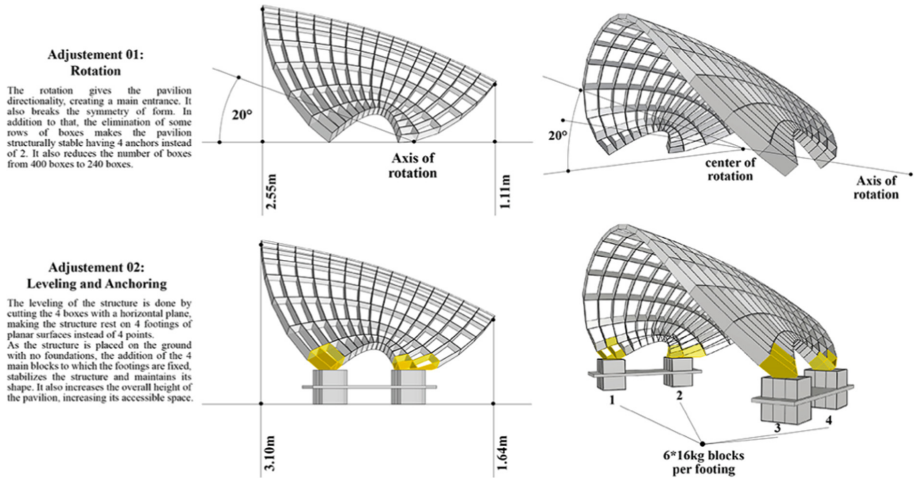 Adjustement 01:
Rotation
The rotation gives the pavilion
directionality, creating a main entrance. It
also breaks the symmetry of form. In
addition to that, the elimination of some
rows of boxes makes the pavilion
structurally stable having 4 anchors instead
of 2. It also reduces the number of boxes
from 400 boxes to 240 boxes.
20°
Axis of
rotation
2.55m
1.11m
20°
center of
rotation
Axis of
rotation
Adjustement 02:
Leveling and Anchoring
The leveling of the structure is done by
cutting the 4 boxes with a horizontal plane,
making the structure rest on 4 footings of
planar surfaces instead of 4 points.
As the structure is placed on the ground
with no foundations, the addition of the 4
main blocks to which the footings are fixed,
stabilizes the structure and maintains its
shape. It also increases the overall height of
the pavilion, increasing its accessible space.
3.10m
1.64m
1
2
3
4
6*16kg blocks
per footing